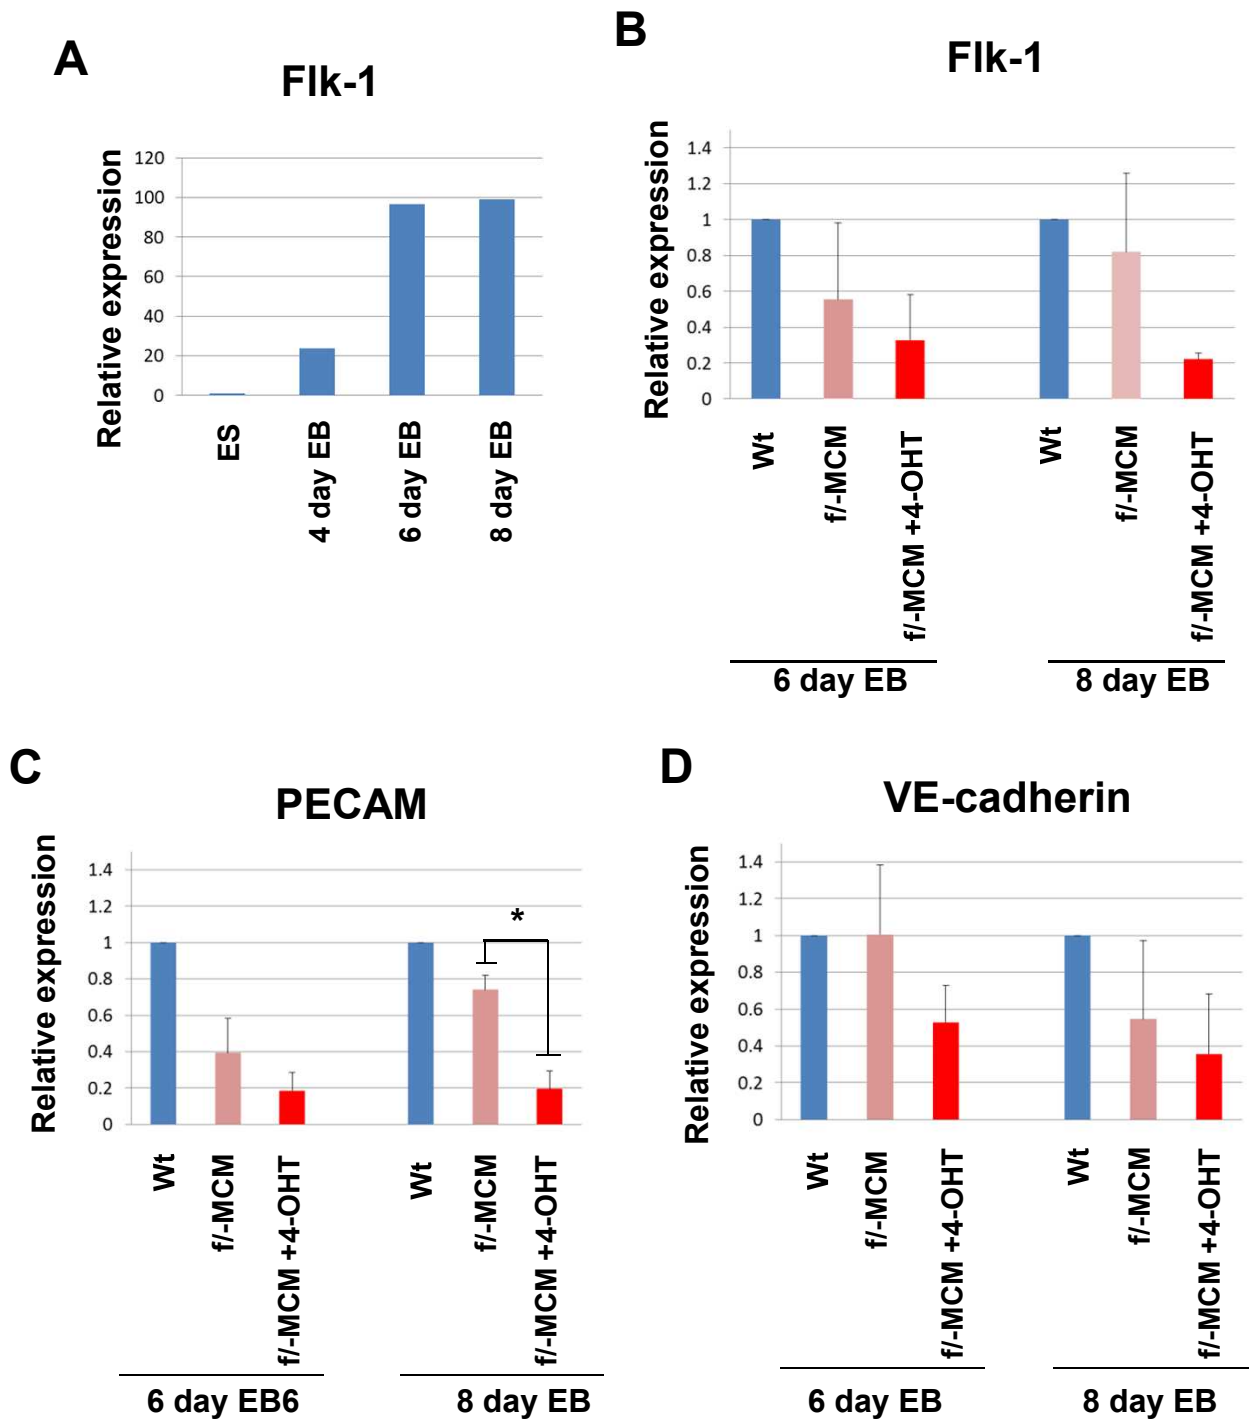 A
Flk-1
Relative expression
120
100
80
60
40
20
0
ES
4 day EB
6 day EB
8 day EB
B
Flk-1
Relative expression
1.4
1.2
1
0.8
0.6
0.4
0.2
0
Wt
f/-MCM
f/-MCM +4-OHT
Wt
f/-MCM
f/-MCM +4-OHT
6 day EB
8 day EB
C
PECAM
Relative expression
1.4
1.2
1
0.8
0.6
0.4
0.2
0
*
Wt
f/-MCM
f/-MCM +4-OHT
Wt
f/-MCM
f/-MCM +4-OHT
6 day EB6
8 day EB
D
VE-cadherin
Relative expression
1.4
1.2
1
0.8
0.6
0.4
0.2
0
Wt
f/-MCM
f/-MCM +4-OHT
Wt
f/-MCM
f/-MCM +4-OHT
6 day EB
8 day EB